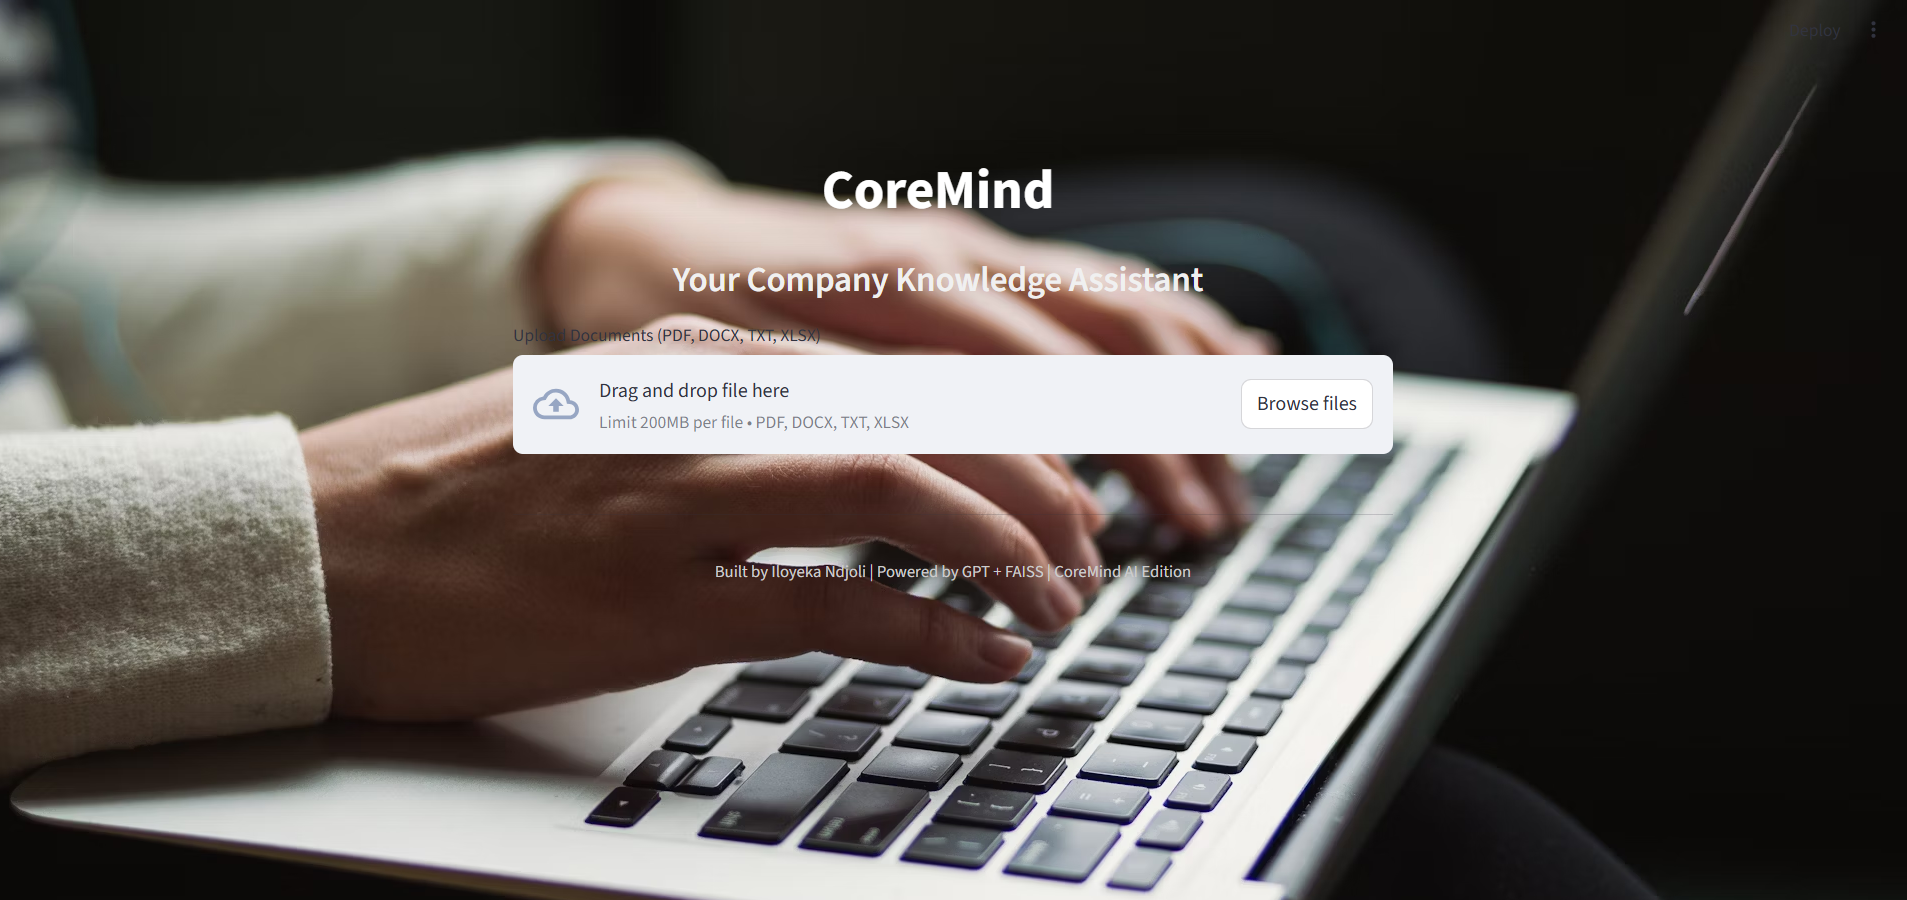 Deploy
CoreMind
Your Company Knowledge Assistant
Upload Documents (PDF, DOCX, TXT, XLSX)
Drag and drop file here
Limit 200MB per file • PDF, DOCX, TXT, XLSX
Browse files
Built by Iloyeka Ndjoli | Powered by GPT + FAISS | CoreMind AI Edition